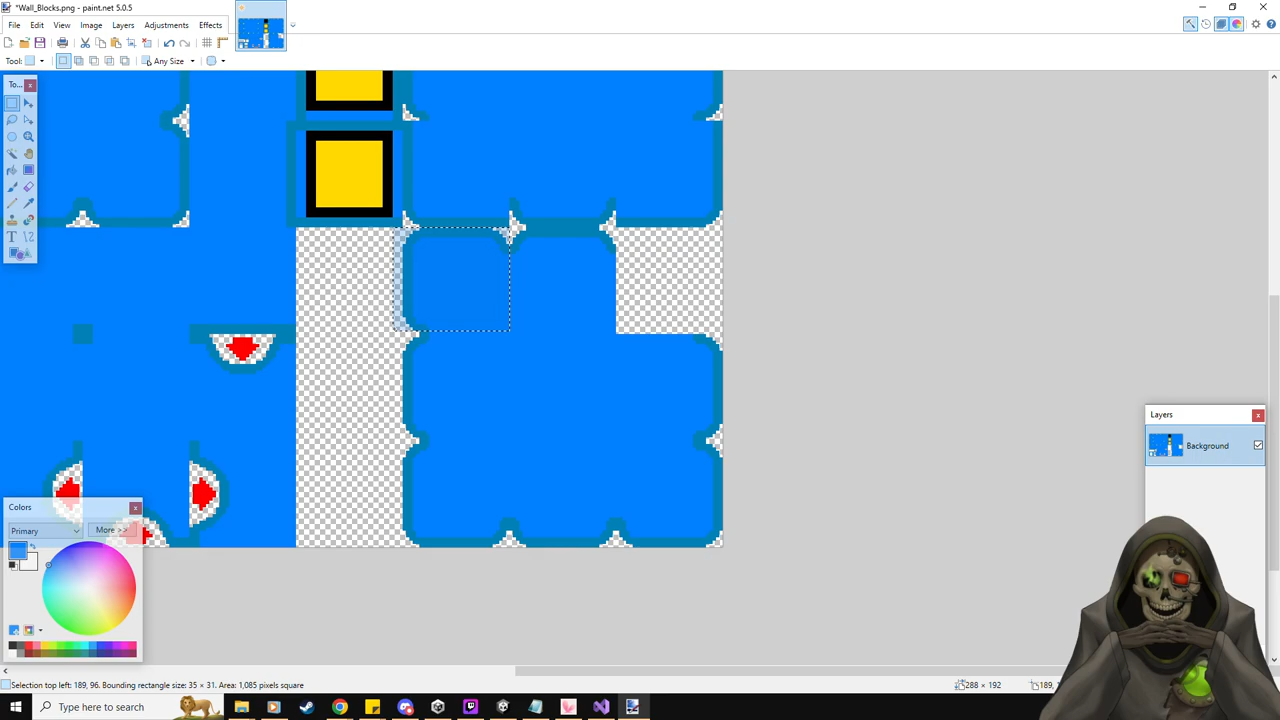 *Wall_Blocks.png - paint.net 5.0.5
File Edit View Image Layers Adjustments Effects
Tool: Any Size
To...
Layers
Background
Colors
Primary More >>
Selection top left: 189, 96. Bounding rectangle size: 35 × 31. Area: 1,085 pixels square 288 × 192 189,
Type here to search